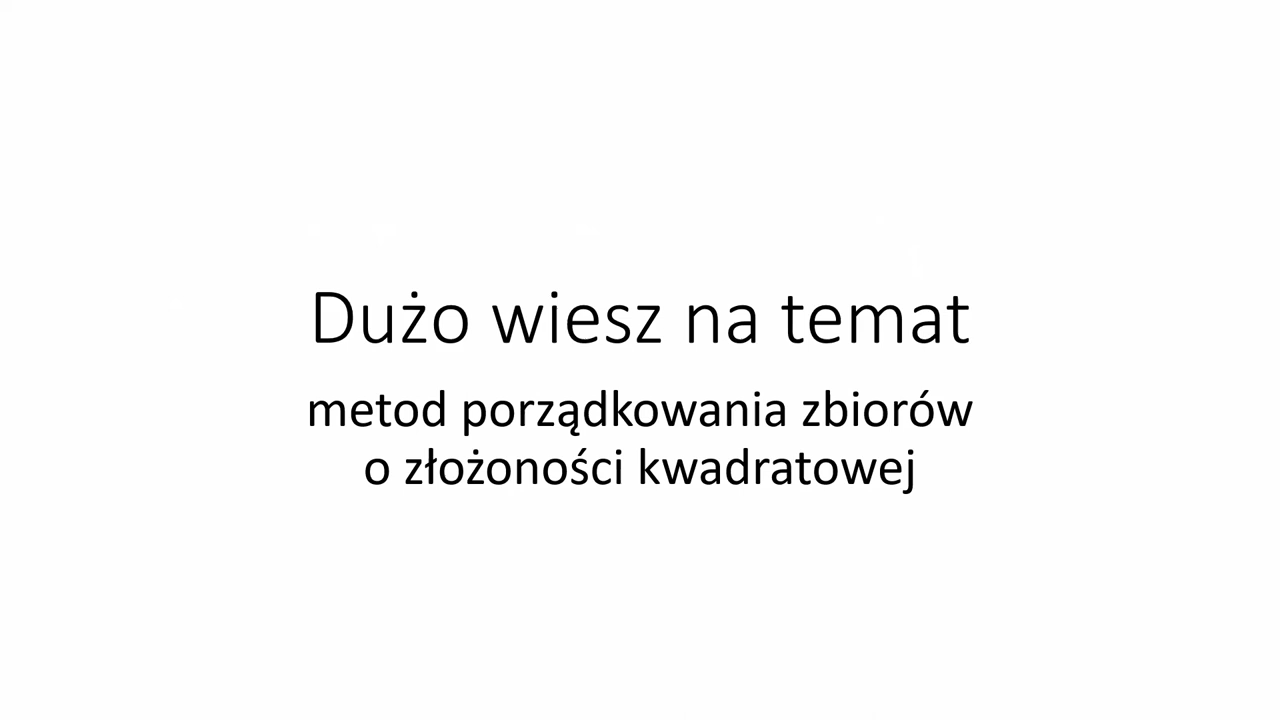 Dużo wiesz na temat
metod porządkowania zbiorów
o złożoności kwadratowej